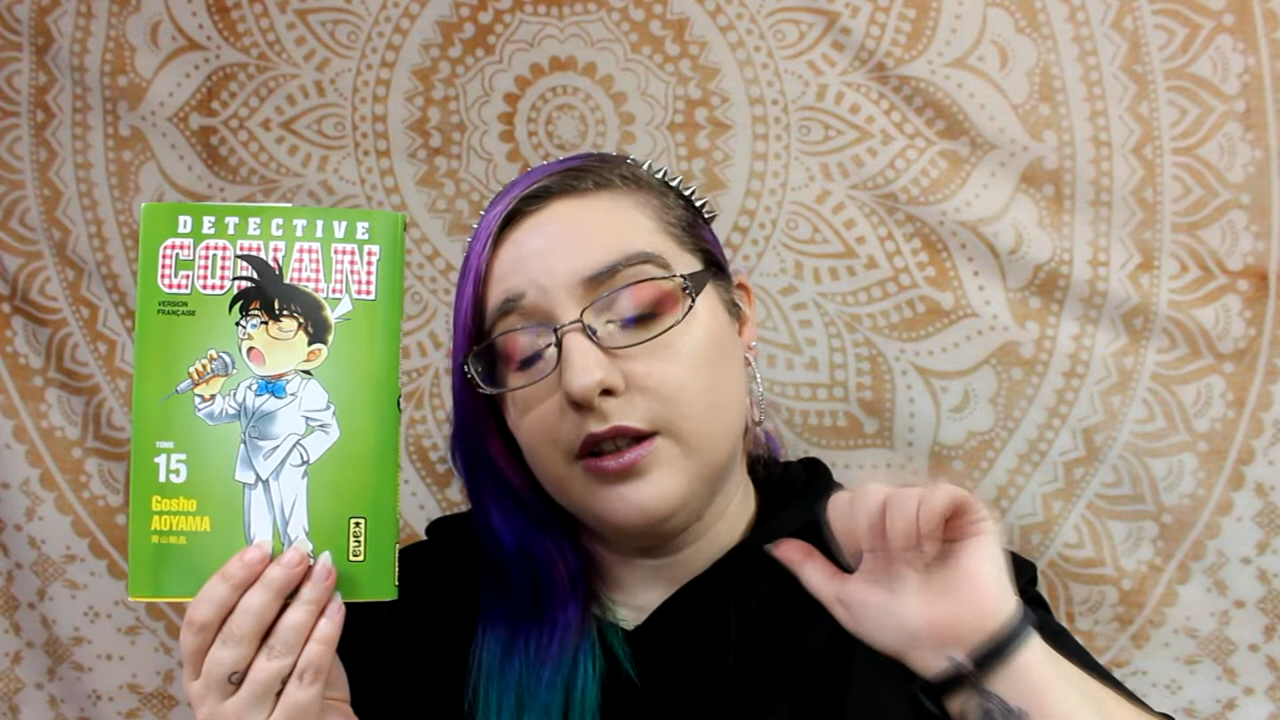 DETECTIVE
CONAN
VERSION
FRANÇAISE
TOME
15
Gosho
AOYAMA
青山剛昌
kana